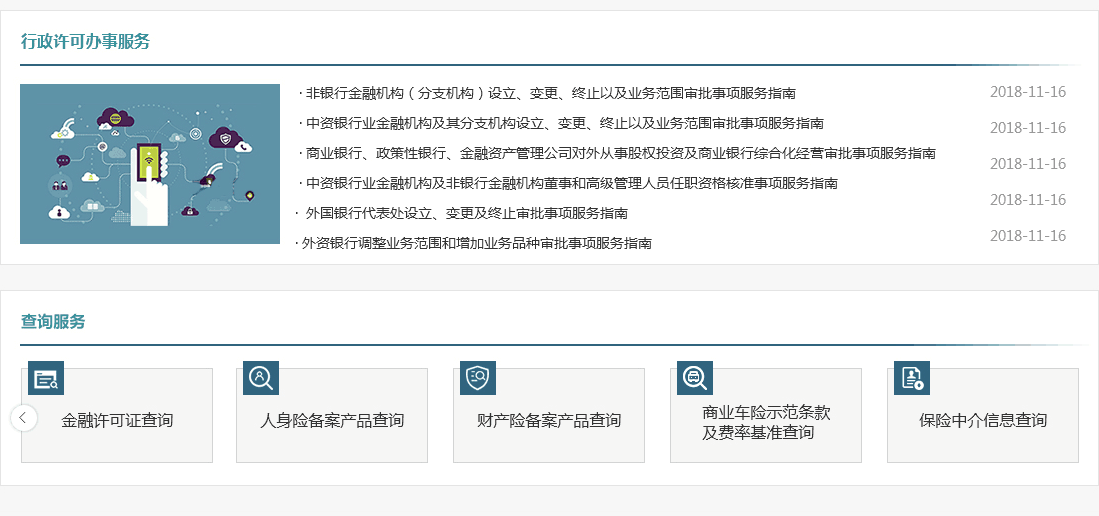 行政许可办事服务
· 非银行金融机构（分支机构）设立、变更、终止以及业务范围审批事项服务指南
2018-11-16
· 中资银行业金融机构及其分支机构设立、变更、终止以及业务范围审批事项服务指南
2018-11-16
· 商业银行、政策性银行、金融资产管理公司对外从事股权投资及商业银行综合化经营审批事项服务指南
2018-11-16
· 中资银行业金融机构及非银行金融机构董事和高级管理人员任职资格核准事项服务指南
2018-11-16
· 外国银行代表处设立、变更及终止审批事项服务指南
2018-11-16
· 外资银行调整业务范围和增加业务品种审批事项服务指南
查询服务
金融许可证查询
人身险备案产品查询
财产险备案产品查询
商业车险示范条款
及费率基准查询
保险中介信息查询